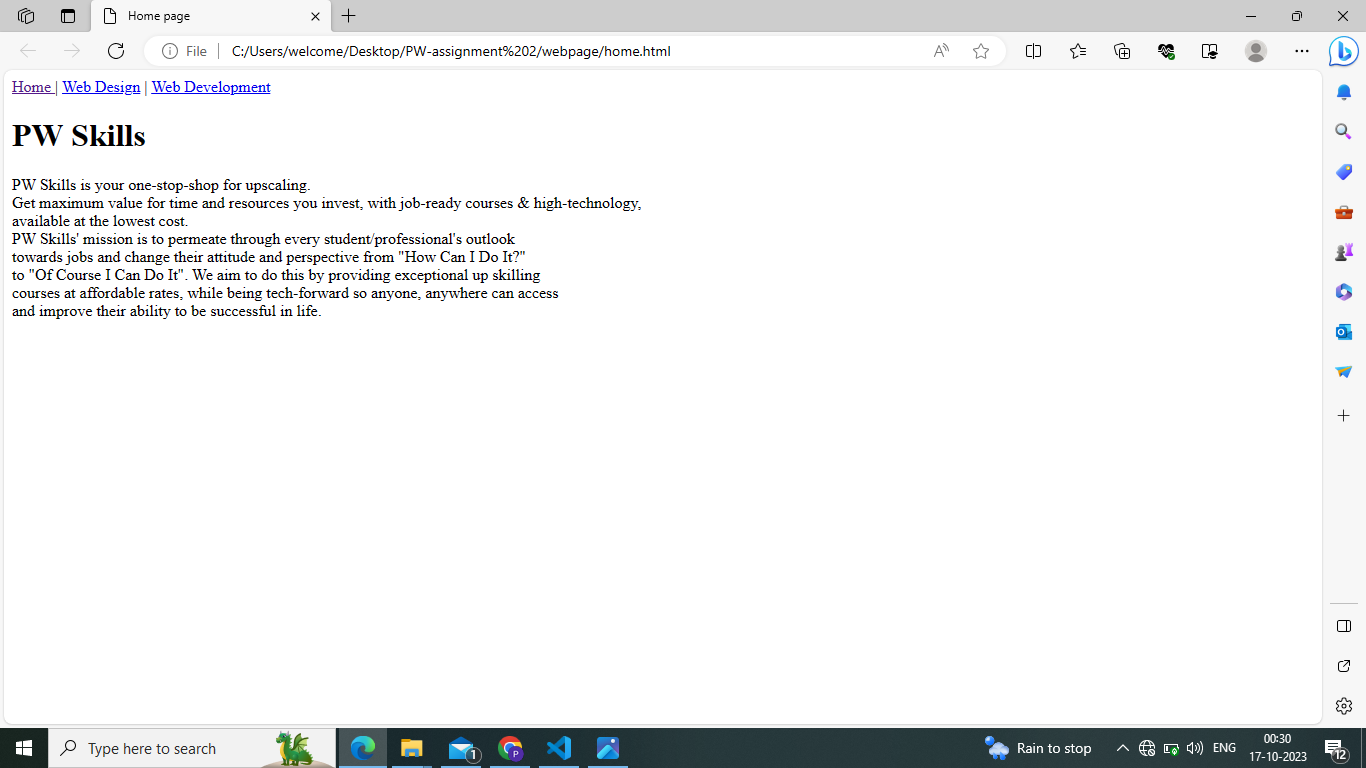 Home page
File
C:/Users/welcome/Desktop/PW-assignment%202/webpage/home.html
Home | Web Design | Web Development
PW Skills
PW Skills is your one-stop-shop for upscaling.
Get maximum value for time and resources you invest, with job-ready courses & high-technology,
available at the lowest cost.
PW Skills' mission is to permeate through every student/professional's outlook
towards jobs and change their attitude and perspective from "How Can I Do It?"
to "Of Course I Can Do It". We aim to do this by providing exceptional up skilling
courses at affordable rates, while being tech-forward so anyone, anywhere can access
and improve their ability to be successful in life.
Type here to search
1
P
Rain to stop
ENG
00:30
17-10-2023
12